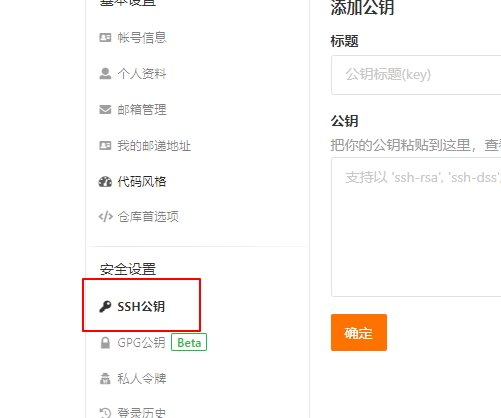 基本设置
帐号信息
个人资料
邮箱管理
我的邮递地址
代码风格
仓库首选项
安全设置
SSH公钥
GPG公钥 Beta
私人令牌
登录历史
添加公钥
标题
公钥标题(key)
公钥
把你的公钥粘贴到这里，查
支持以 'ssh-rsa', 'ssh-dss',
确定